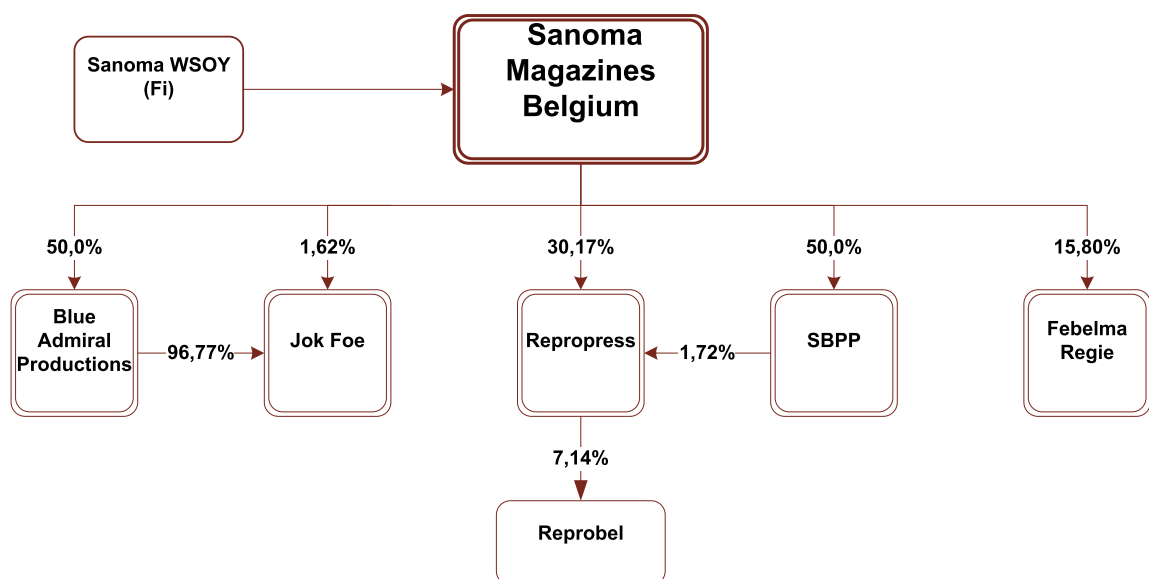 Sanoma WSOY
(Fi)
Sanoma
Magazines
Belgium
50,0%
1,62%
30,17%
50,0%
15,80%
Blue
Admiral
Productions
96,77%
Jok Foe
Repropress
1,72%
SBPP
Febelma
Regie
7,14%
Reprobel